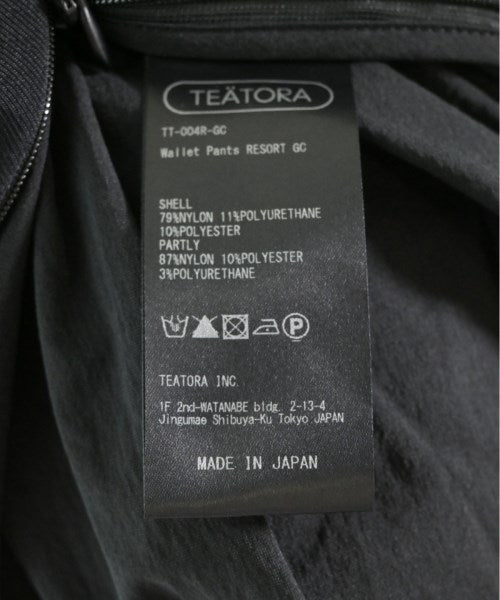 TEÄTORA
TT-004R-GC
Wallet Pants RESORT GC
SHELL
79%NYLON 11%POLYURETHANE
10%POLYESTER
PARTLY
87%NYLON 10%POLYESTER
3%POLYURETHANE
P
TEATORA INC.
1F 2nd-WATANABE bldg. 2-13-4
Jingumae Shibuya-Ku Tokyo JAPAN
MADE IN JAPAN